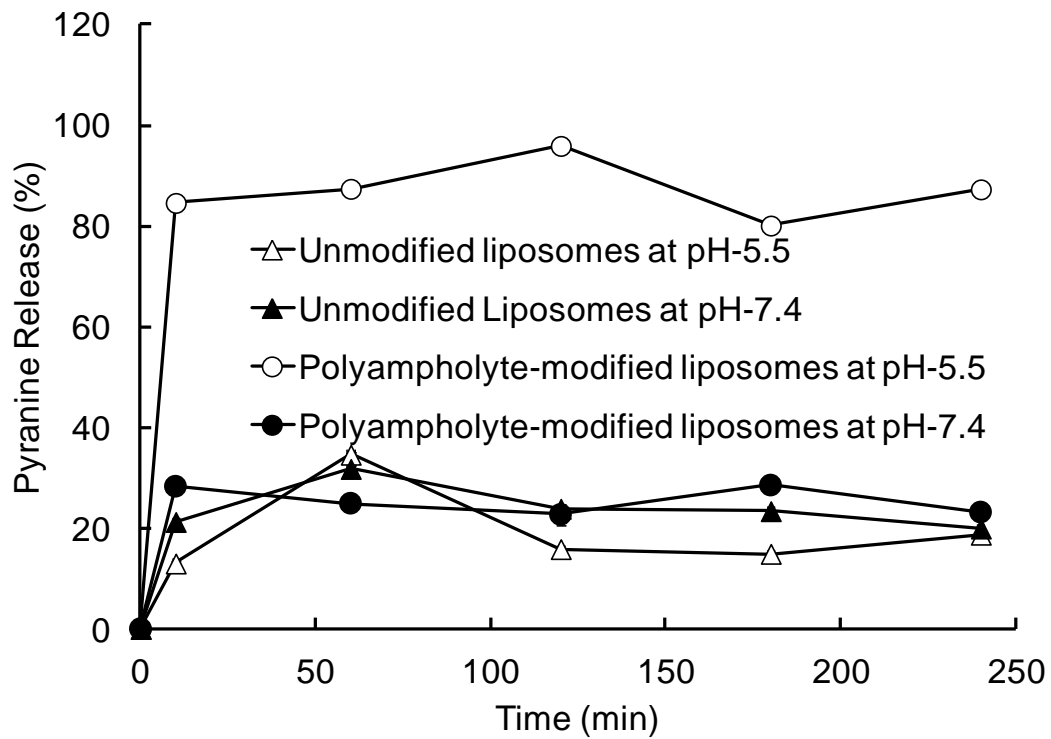 120
100
80
60
40
20
0
Pyranine Release (%)
Unmodified liposomes at pH-5.5
Unmodified Liposomes at pH-7.4
Polyampholyte-modified liposomes at pH-5.5
Polyampholyte-modified liposomes at pH-7.4
0 50 100 150 200 250
Time (min)